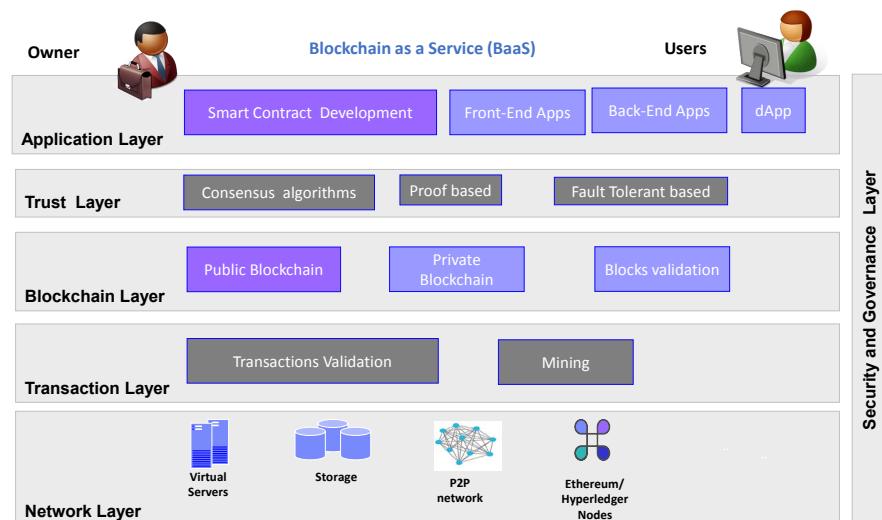 Owner
Blockchain as a Service (BaaS)
Users
Smart Contract Development
Front-End Apps
Back-End Apps
dApp
Application Layer
Consensus algorithms
Proof based
Fault Tolerant based
Trust Layer
Public Blockchain
Private
Blockchain
Blocks validation
Blockchain Layer
Transactions Validation
Mining
Transaction Layer
Virtual
Servers
Storage
P2P
network
Ethereum/
Hyperledger
Nodes
Network Layer
Security and Governance Layer